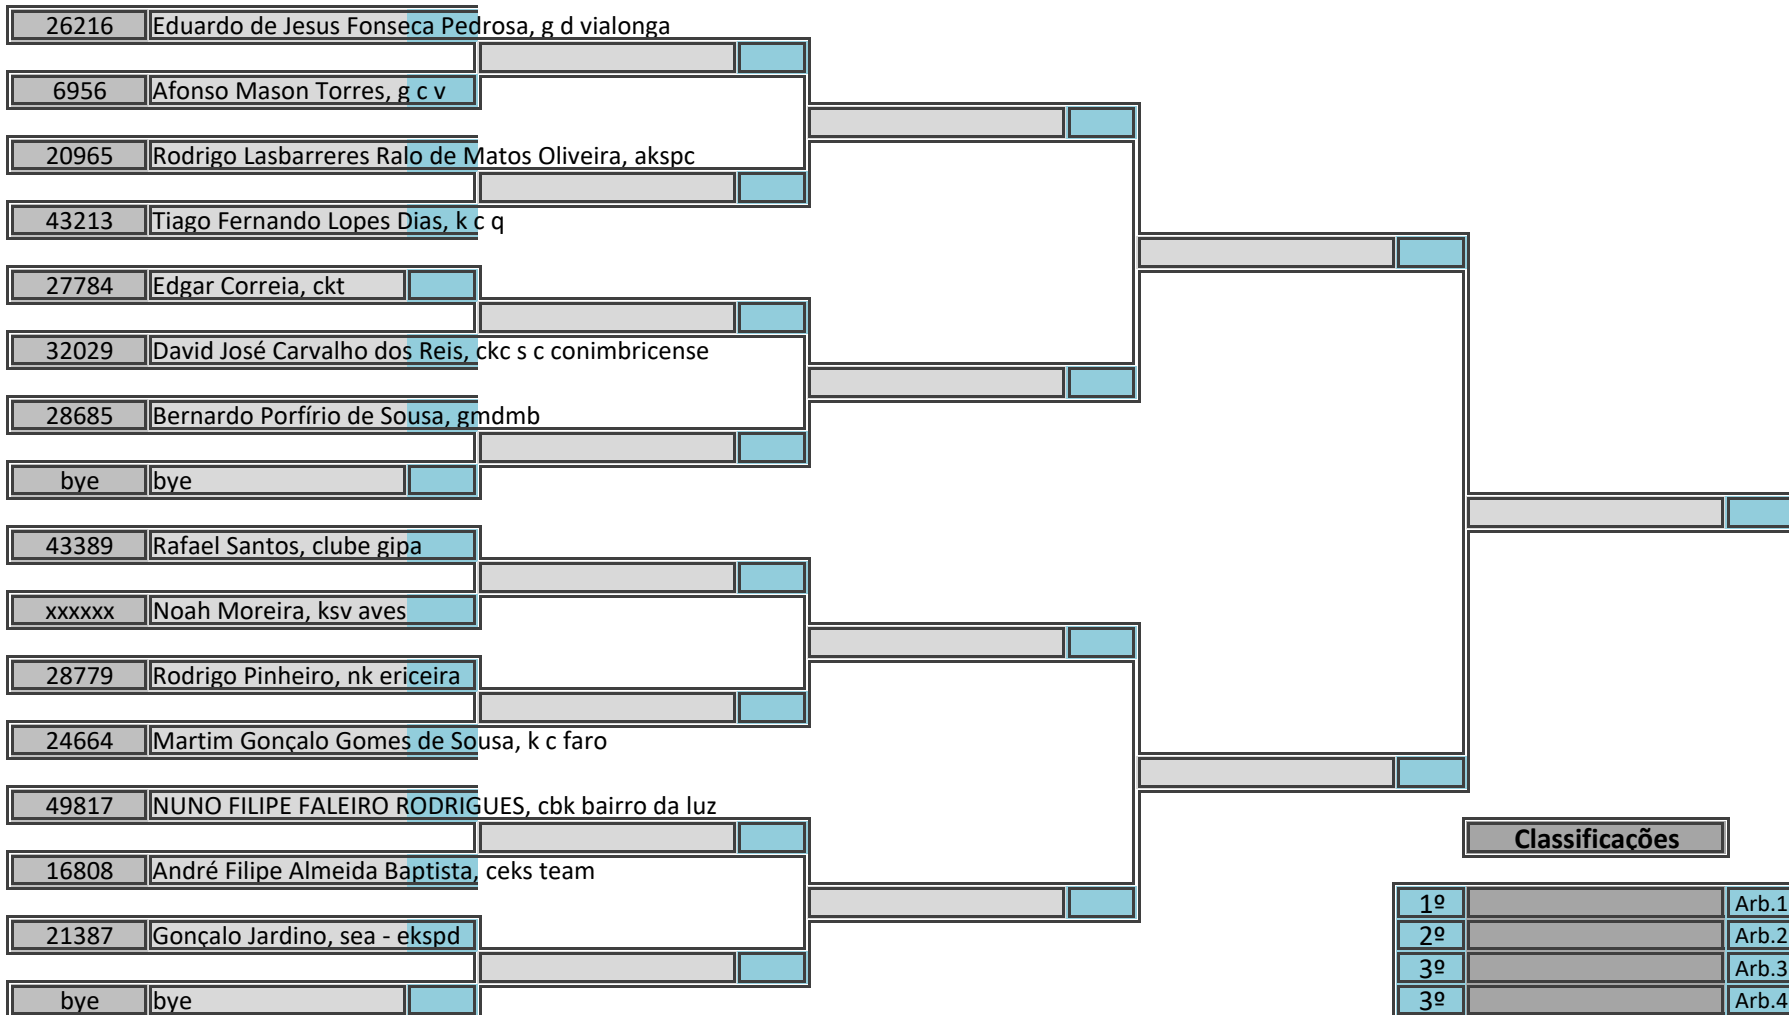 26216 Eduardo de Jesus Fonseca Pedrosa, g d vialonga
6956 Afonso Mason Torres, g c v
20965 Rodrigo Lasbarreres Ralo de Matos Oliveira, akspc
43213 Tiago Fernando Lopes Dias, k c q
27784 Edgar Correia, ckt
32029 David José Carvalho dos Reis, ckc s c conimbricense
28685 Bernardo Porfírio de Sousa, gmdmb
bye bye
43389 Rafael Santos, clube gipa
xxxxxx Noah Moreira, ksv aves
28779 Rodrigo Pinheiro, nk ericeira
24664 Martim Gonçalo Gomes de Sousa, k c faro
49817 NUNO FILIPE FALEIRO RODRIGUES, cbk bairro da luz
16808 André Filipe Almeida Baptista, ceks team
21387 Gonçalo Jardino, sea - ekspd
bye bye
Classificações
1º Arb.1
2º Arb.2
3º Arb.3
3º Arb.4